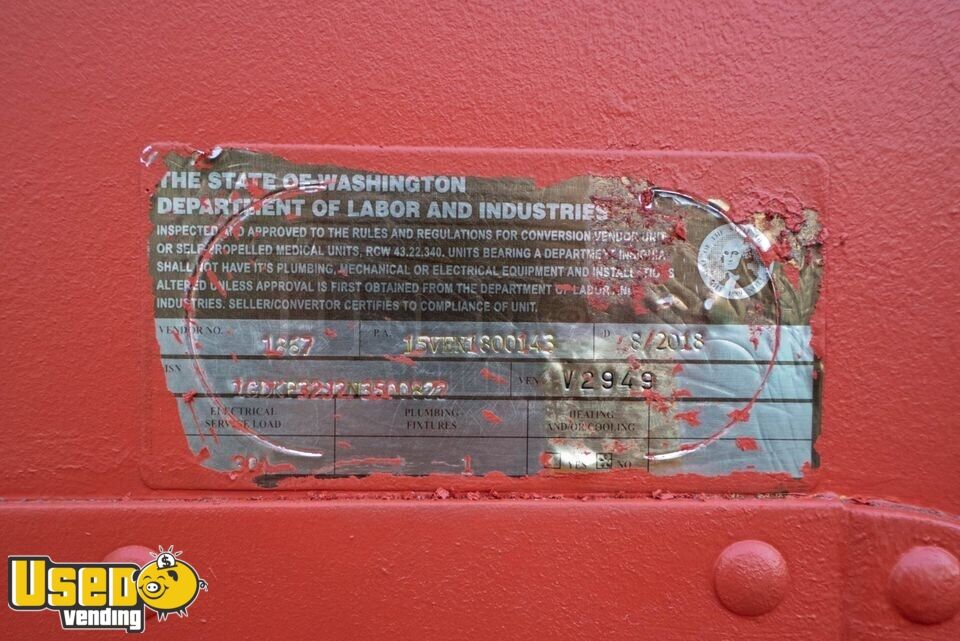 THE STATE OF WASHINGTON
DEPARTMENT OF LABOR AND INDUSTRIES
INSPECTED AND APPROVED TO THE RULES AND REGULATIONS FOR CONVERSION VENDOR UNIT
OR SELF-PROPELLED MEDICAL UNITS, RCW 43.22.340. UNITS BEARING A DEPARTMENT INSIGNIA
SHALL NOT HAVE IT'S PLUMBING, MECHANICAL OR ELECTRICAL EQUIPMENT AND INSTALLATIONS
ALTERED UNLESS APPROVAL IS FIRST OBTAINED FROM THE DEPARTMENT OF LABOR AND
INDUSTRIES. SELLER/CONVERTOR CERTIFIES TO COMPLIANCE OF UNIT.
VENDOR NO. 1367 P.A. 15VEN1800143 D 8/2018
ISN VEN V2949
ELECTRICAL SERVICE LOAD PLUMBING FIXTURES HEATING AND/OR COOLING
30 1 YES NO
USED vending